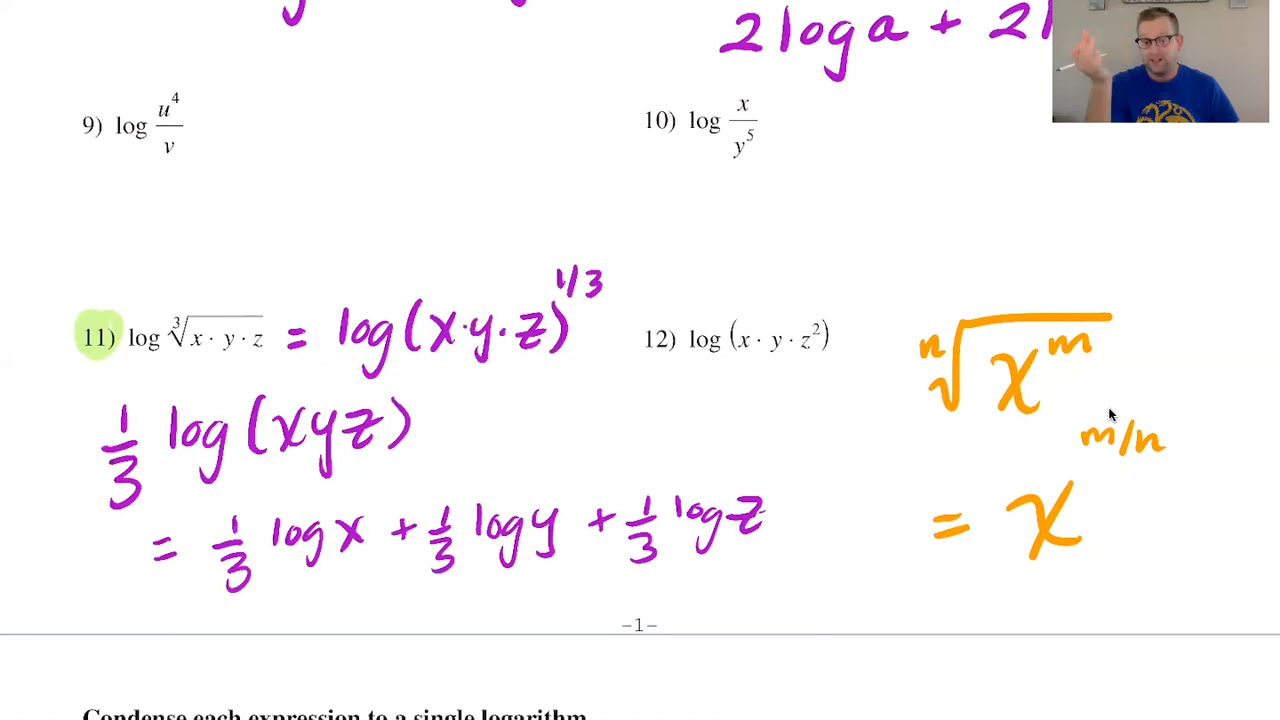 2 log a + 2
9) log u⁴/v
10) log x/y⁵
11) log ∛(x · y · z) = log(x·y·z)^1/3
12) log (x · y · z²)
1/3 log(xyz)
= 1/3 log x + 1/3 log y + 1/3 log z
ⁿ√(x^m)
= x^m/n
-1-
Condense each expression to a single logarithm